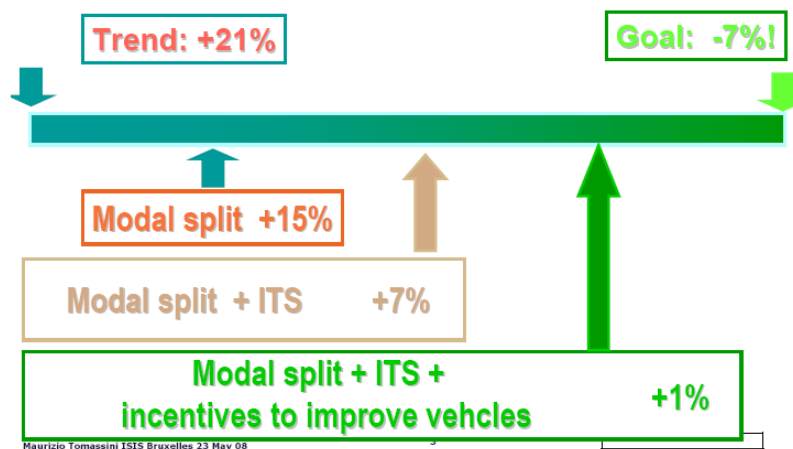 Trend: +21%
Goal: -7%!
Modal split +15%
Modal split + ITS +7%
Modal split + ITS +
incentives to improve vehcles
+1%
Maurizio Tomassini ISIS Bruxelles 23 May 08